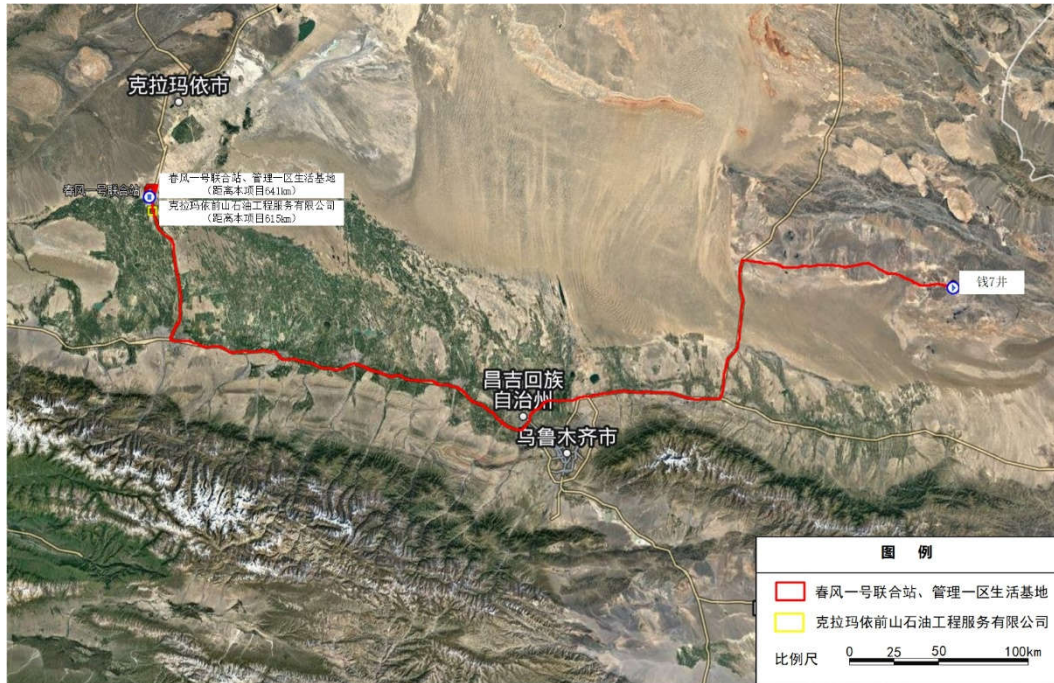 克拉玛依市
春风一号联合站
春风一号联合站、管理一区生活基地
（距离本项目641km）
克拉玛依前山石油工程服务有限公司
（距离本项目615km）
钱7井
昌吉回族
自治州
乌鲁木齐市
图 例
春风一号联合站、管理一区生活基地
克拉玛依前山石油工程服务有限公司
比例尺 0 25 50 100km